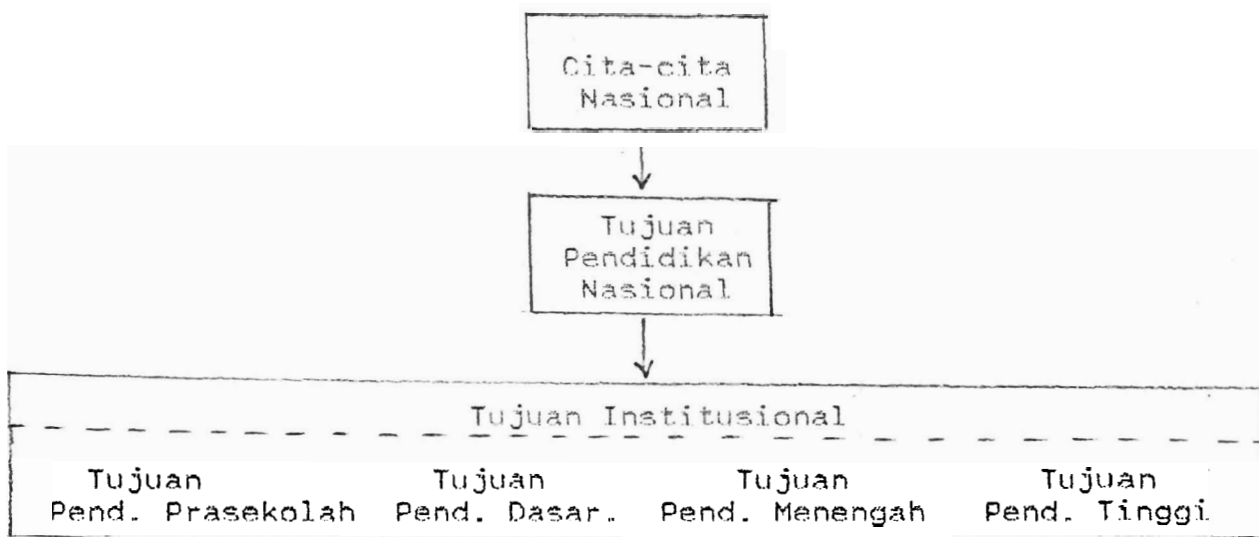 Cita-cita
Nasional
Tujuan
Pendidikan
Nasional
Tujuan Institusional
Tujuan Tujuan Tujuan Tujuan
Pend. Prasekolah Pend. Dasar. Pend. Menengah Pend. Tinggi